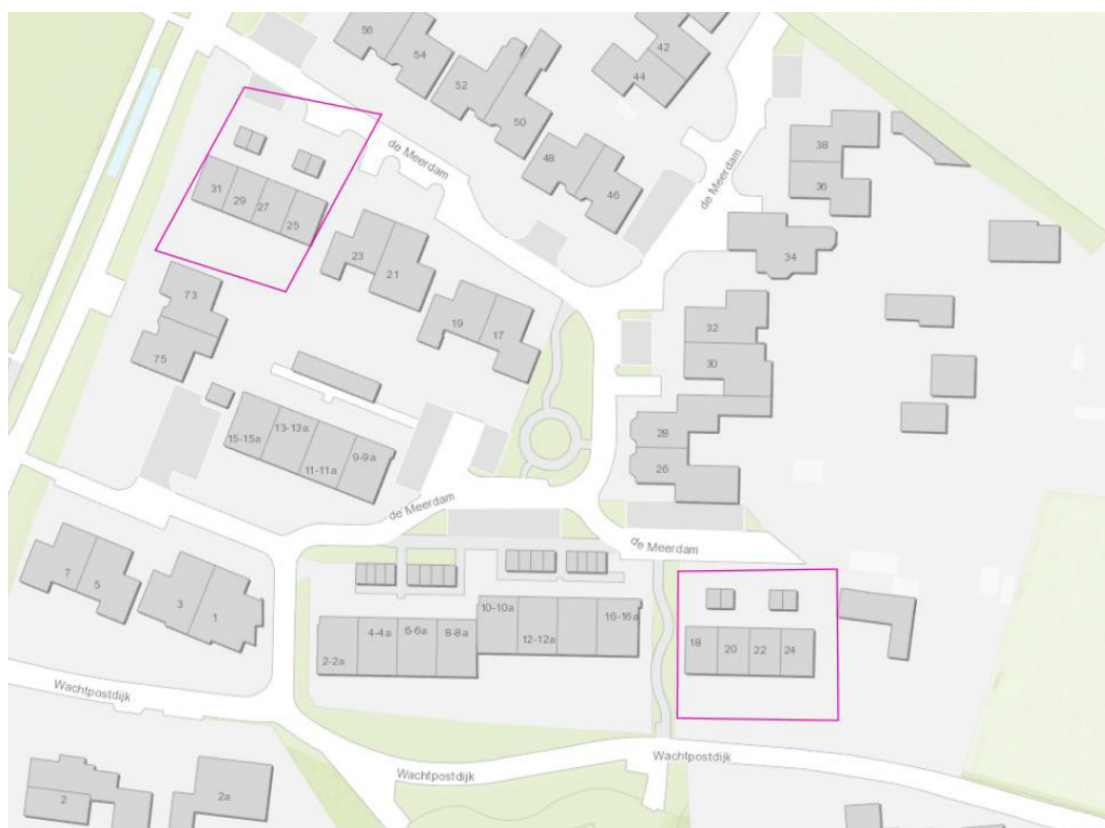 56
54
42
44
52
50
38
36
de Meerdam
48
46
de Meerdam
31
29
27
25
23
21
34
73
19
17
32
30
75
28
26
15-15a
13-13a
11-11a
9-9a
de Meerdam
de Meerdam
7
5
3
1
10-10a
16-16a
4-4a
6-6a
8-8a
12-12a
2-2a
18
20
22
24
Wachtpostdijk
Wachtpostdijk
Wachtpostdijk
2
2a